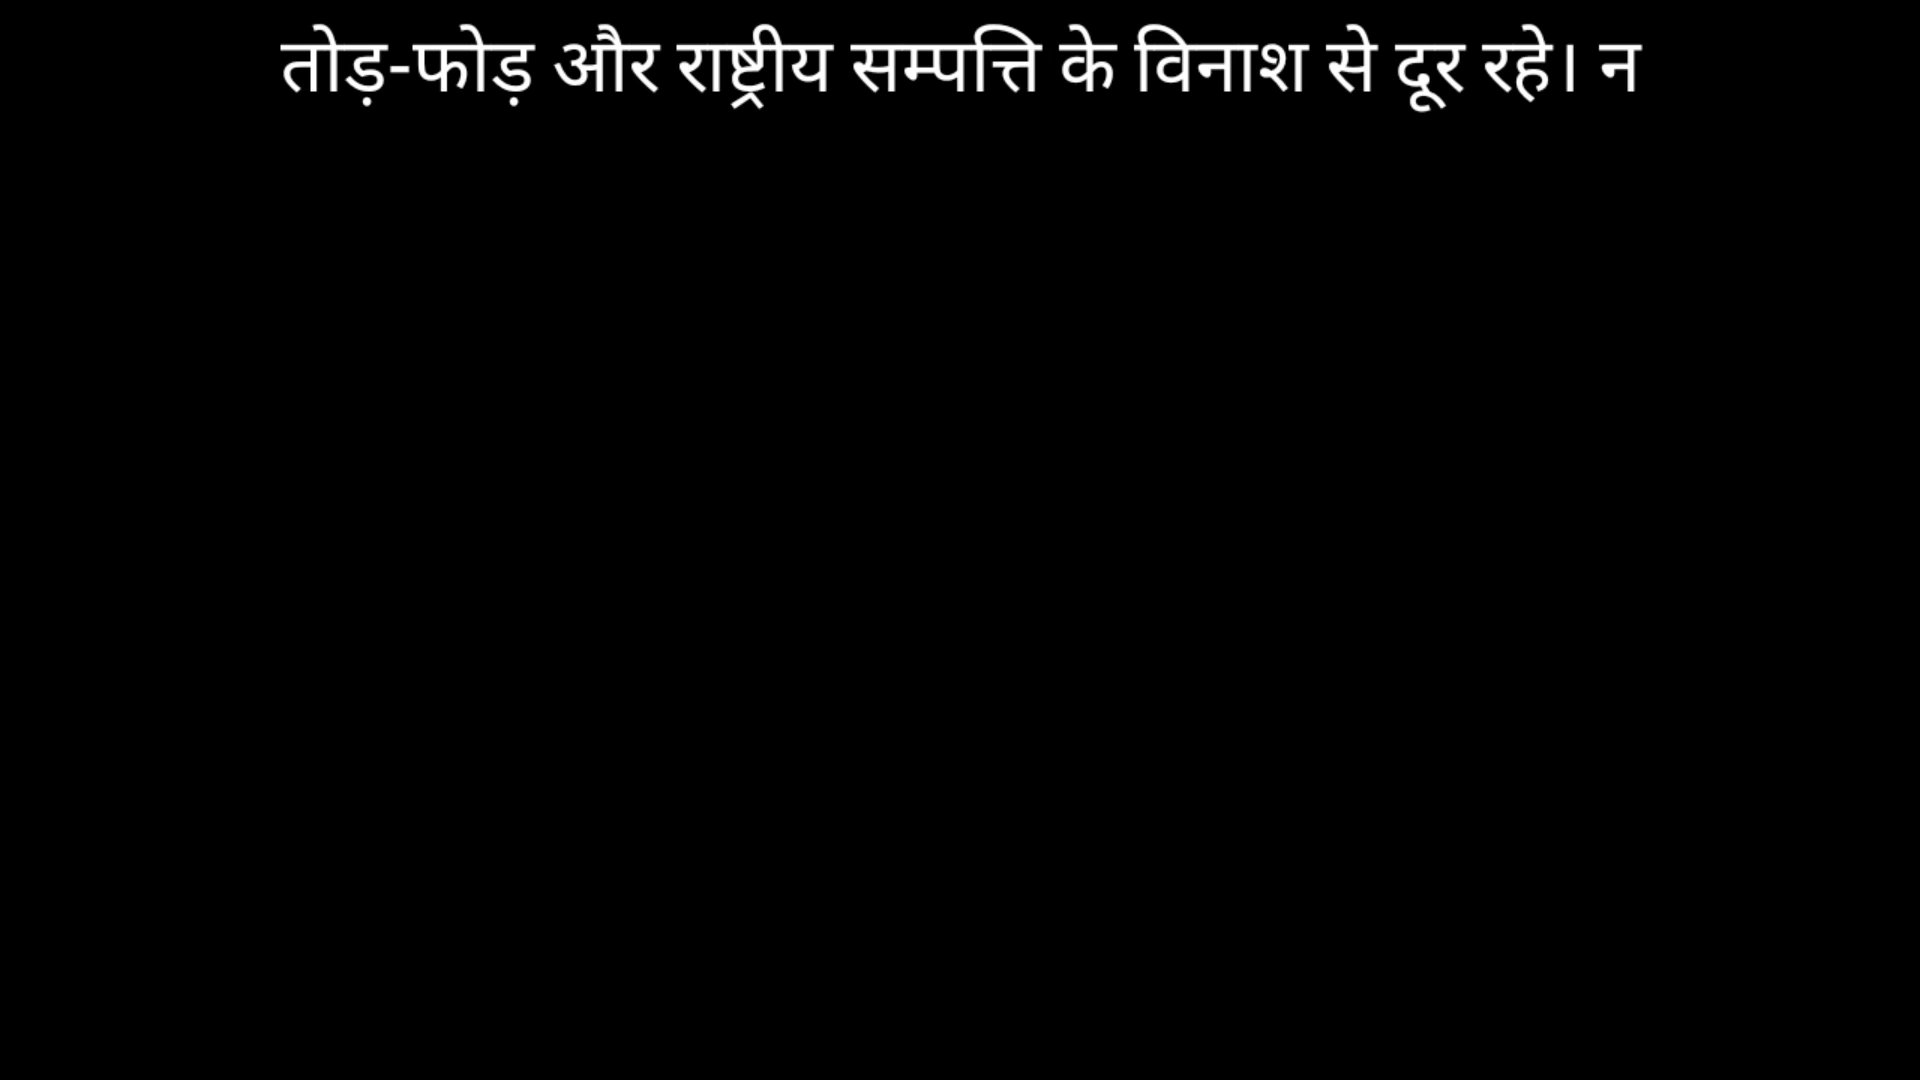 तोड़-फोड़ और राष्ट्रीय सम्पत्ति के विनाश से दूर रहे। न